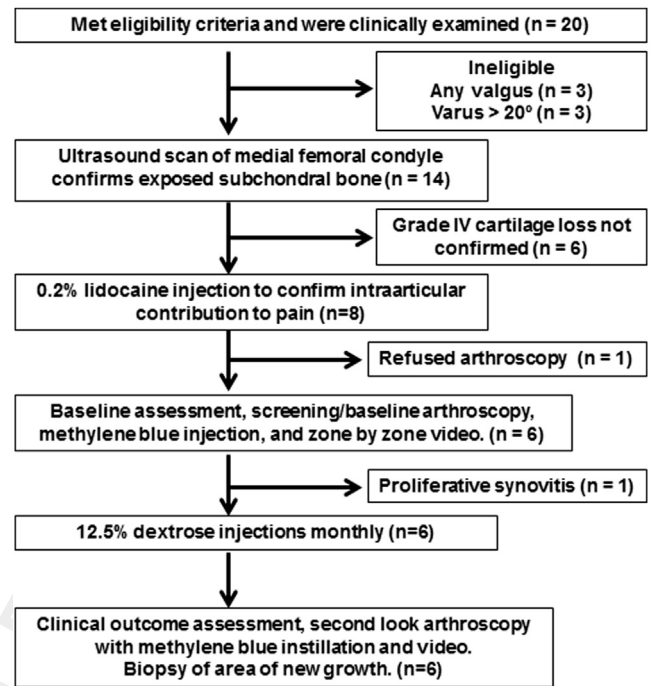 Met eligibility criteria and were clinically examined (n = 20)
Ineligible
Any valgus (n = 3)
Varus > 20º (n = 3)
Ultrasound scan of medial femoral condyle
confirms exposed subchondral bone (n = 14)
Grade IV cartilage loss not
confirmed (n = 6)
0.2% lidocaine injection to confirm intraarticular
contribution to pain (n=8)
Refused arthroscopy (n = 1)
Baseline assessment, screening/baseline arthroscopy,
methylene blue injection, and zone by zone video. (n = 6)
Proliferative synovitis (n = 1)
12.5% dextrose injections monthly (n=6)
Clinical outcome assessment, second look arthroscopy
with methylene blue instillation and video.
Biopsy of area of new growth. (n=6)